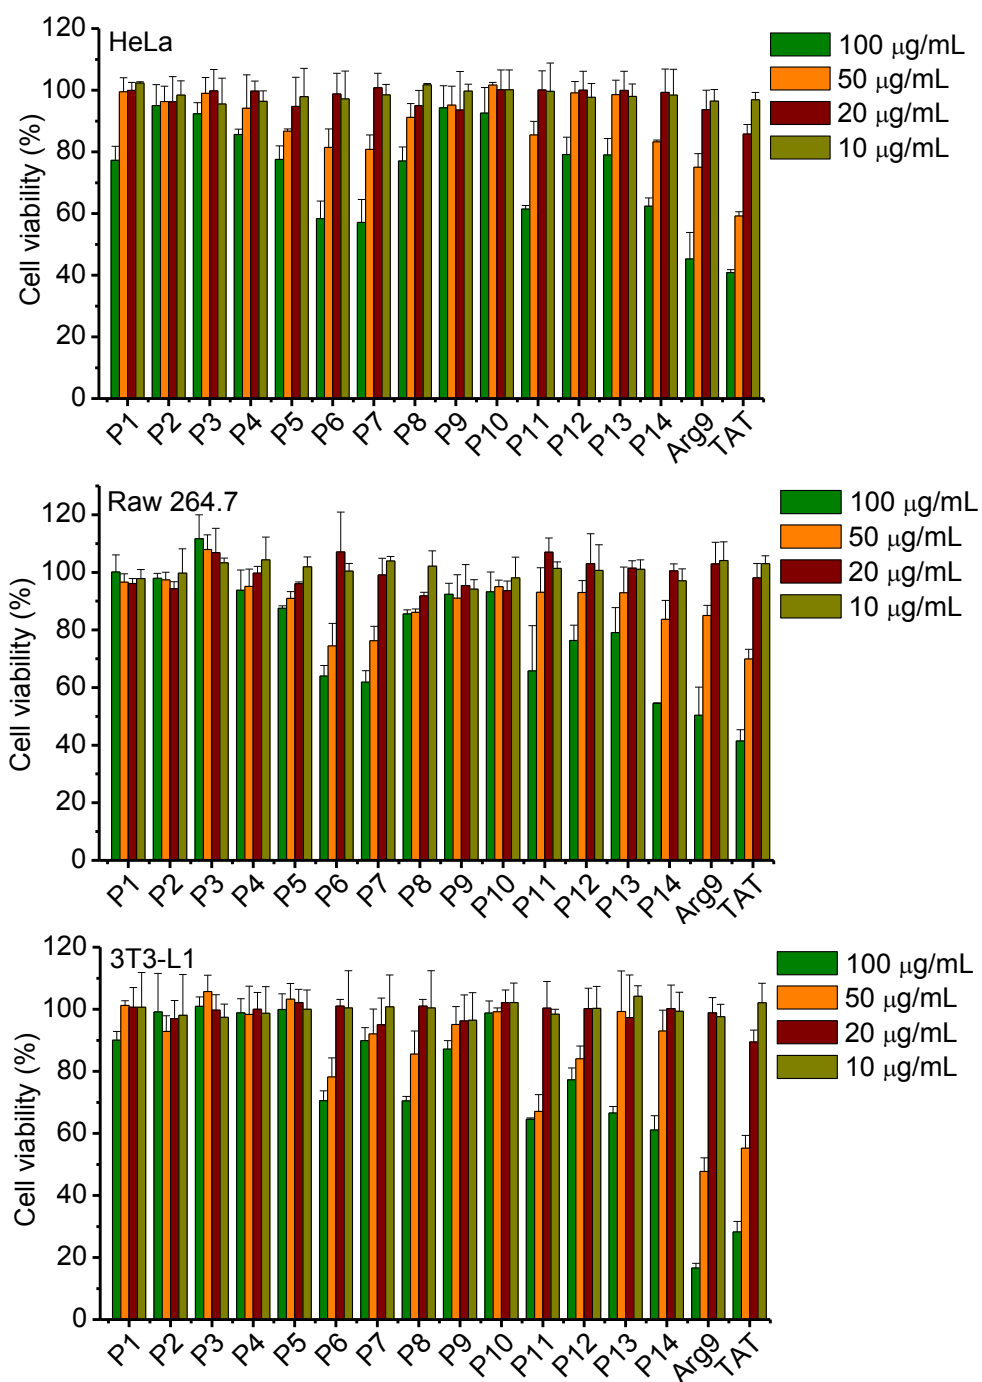 HeLa
Cell viability (%)
120
100
80
60
40
20
0
P1 P2 P3 P4 P5 P6 P7 P8 P9 P10 P11 P12 P13 P14 Arg9 TAT
100 μg/mL
50 μg/mL
20 μg/mL
10 μg/mL
Raw 264.7
Cell viability (%)
120
100
80
60
40
20
0
P1 P2 P3 P4 P5 P6 P7 P8 P9 P10 P11 P12 P13 P14 Arg9 TAT
100 μg/mL
50 μg/mL
20 μg/mL
10 μg/mL
3T3-L1
Cell viability (%)
120
100
80
60
40
20
0
P1 P2 P3 P4 P5 P6 P7 P8 P9 P10 P11 P12 P13 P14 Arg9 TAT
100 μg/mL
50 μg/mL
20 μg/mL
10 μg/mL